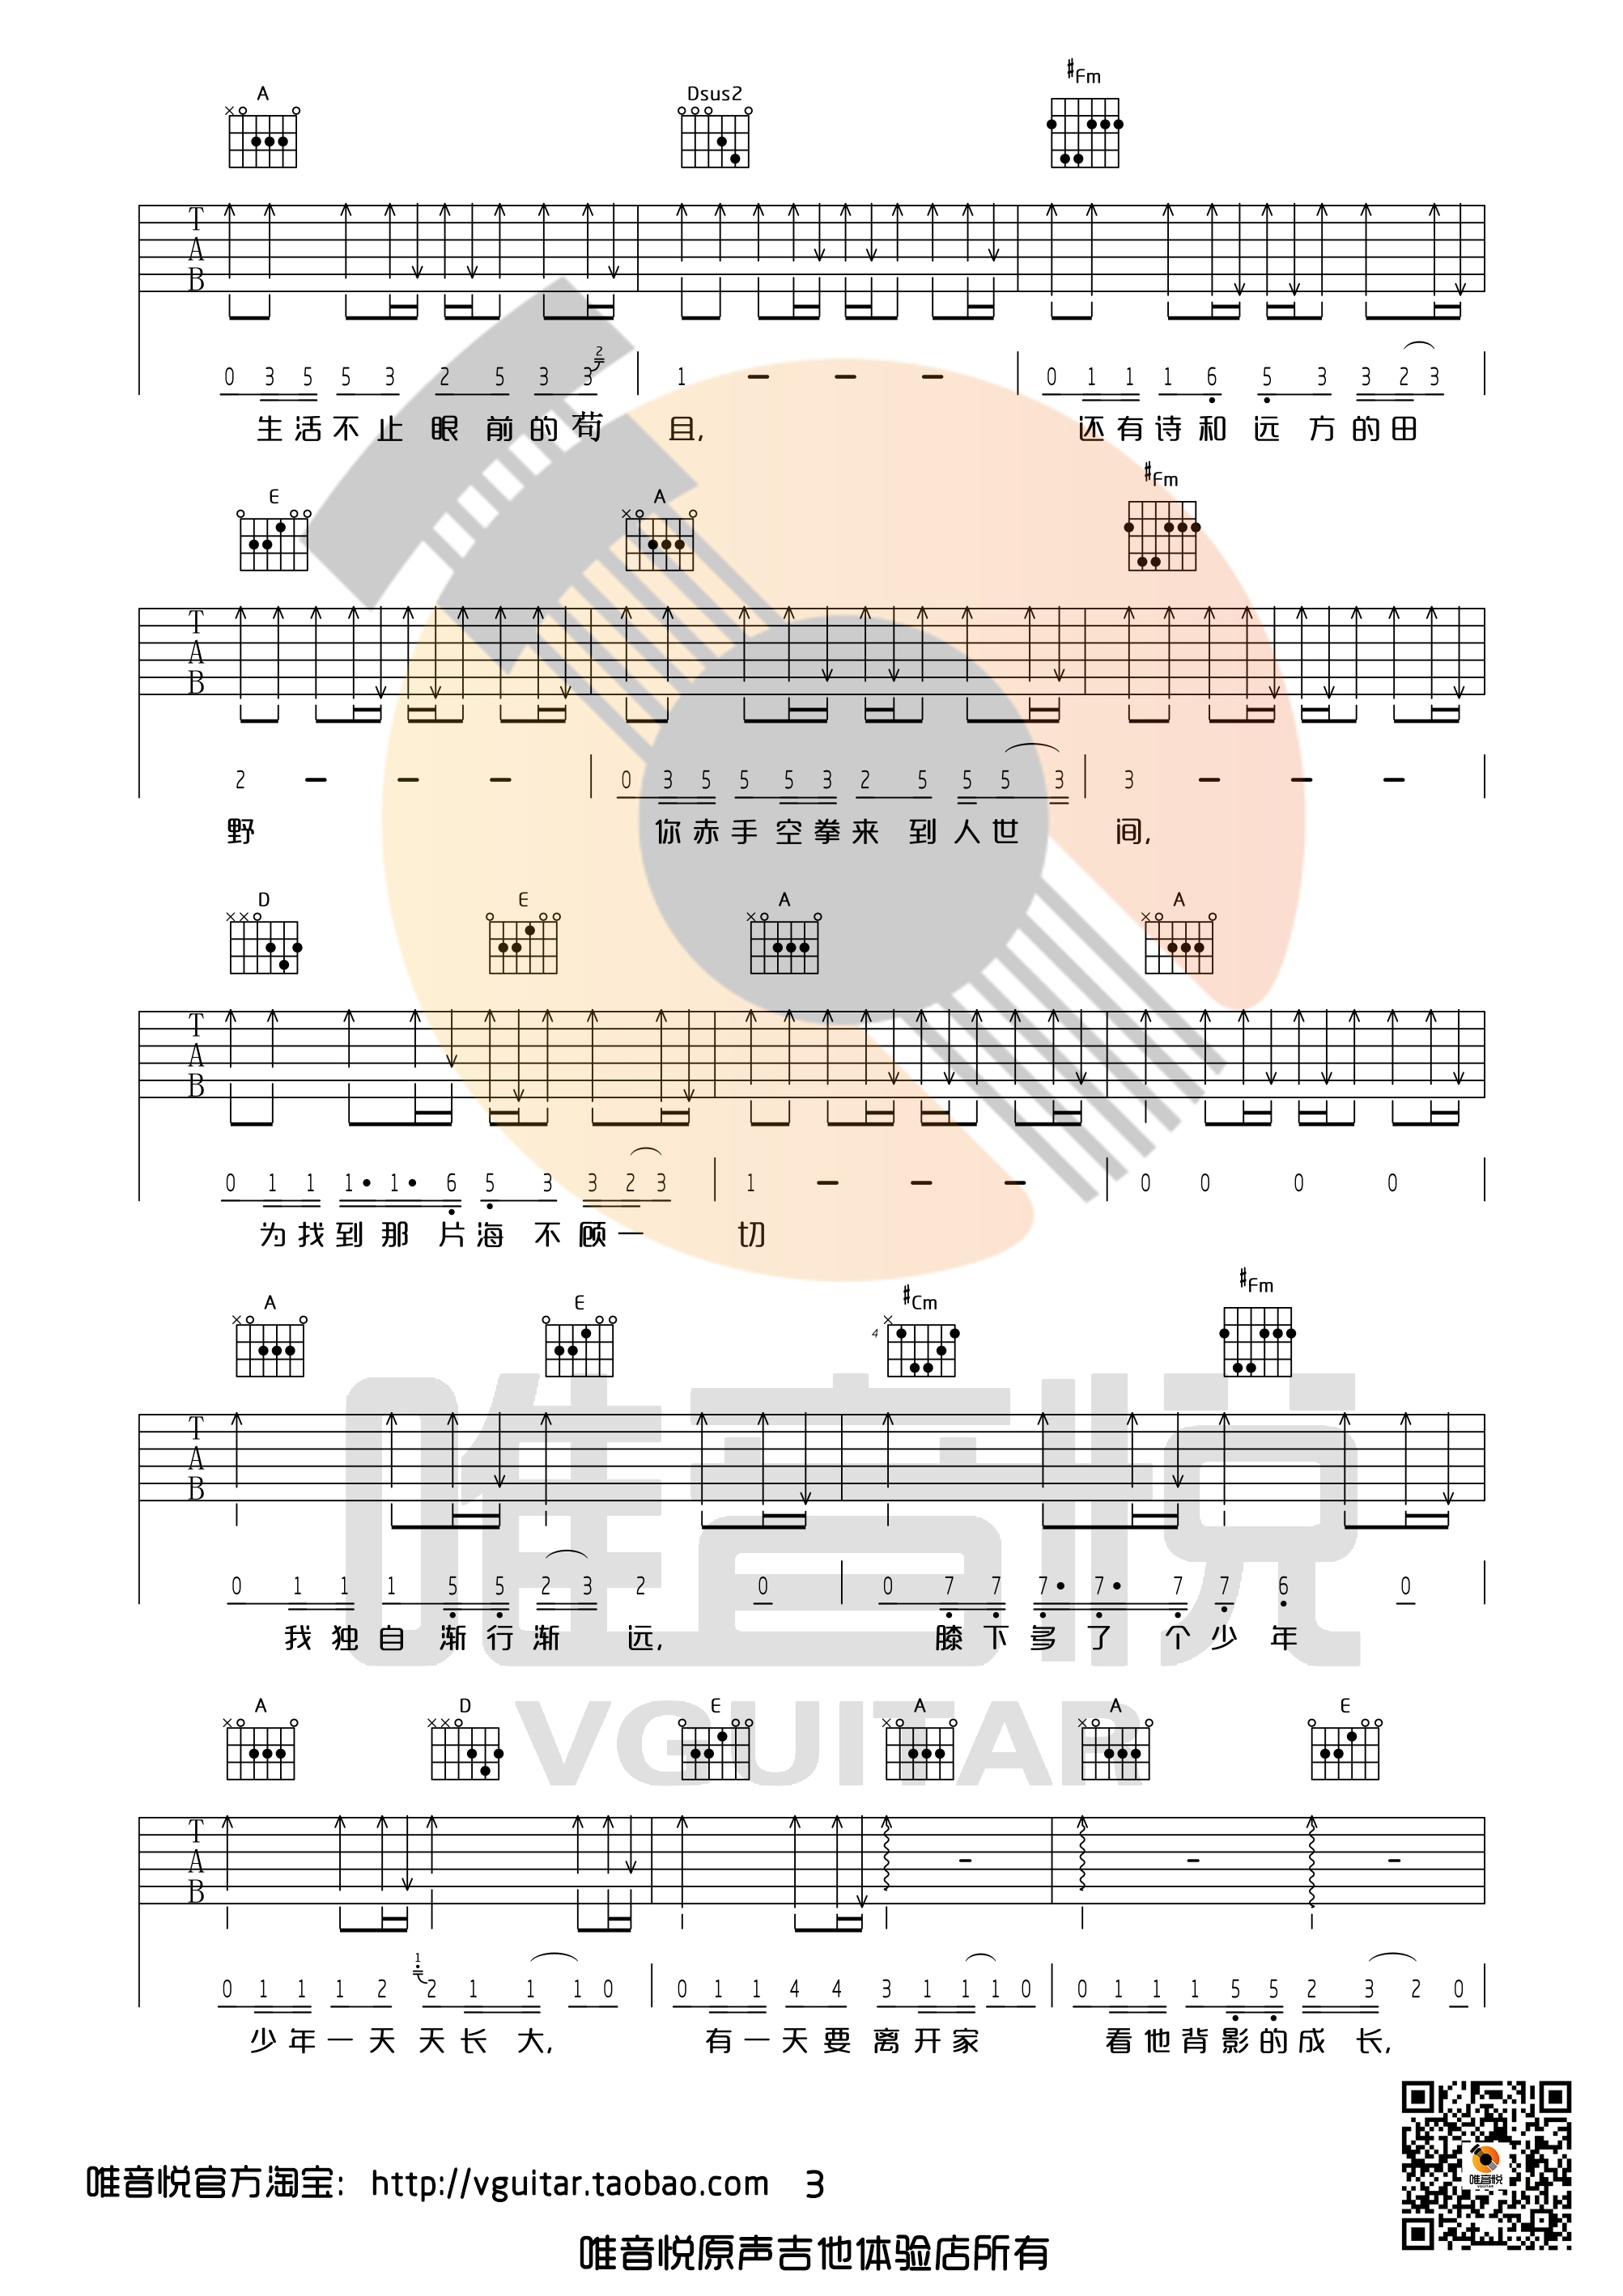 A Dsus2 #Fm
T
A
B
0 3 5 5 3 2 5 3 3 2 1 – – – 0 1 1 1 6 5 3 3 2 3
生活不止眼前的苟且, 还有诗和远方的田
E A #Fm
T
A
B
2 – – – 0 3 5 5 5 3 2 5 5 5 3 3 – – –
野 你赤手空拳来到人世间,
D E A A
T
A
B
0 1 1 1• 1• 6 5 3 3 2 3 1 – – – 0 0 0 0
为找到那片海不顾一切
A E #Cm #Fm
4
T
A
B
0 1 1 1 5 5 2 3 2 0 0 7 7 7• 7• 7 7 6 0
我独自渐行渐远, 膝下多了个少年
唯音悦
VGUITAR
A D E A A E
T
A
B
0 1 1 1 2 1 2 1 1 1 0 0 1 1 4 4 3 1 1 1 0 0 1 1 1 5 5 2 3 2 0
少年一天天长大, 有一天要离开家 看他背影的成长,
唯音悦官方淘宝: http://vguitar.taobao.com 3
唯音悦
VGUITAR
唯音悦原声吉他体验店所有